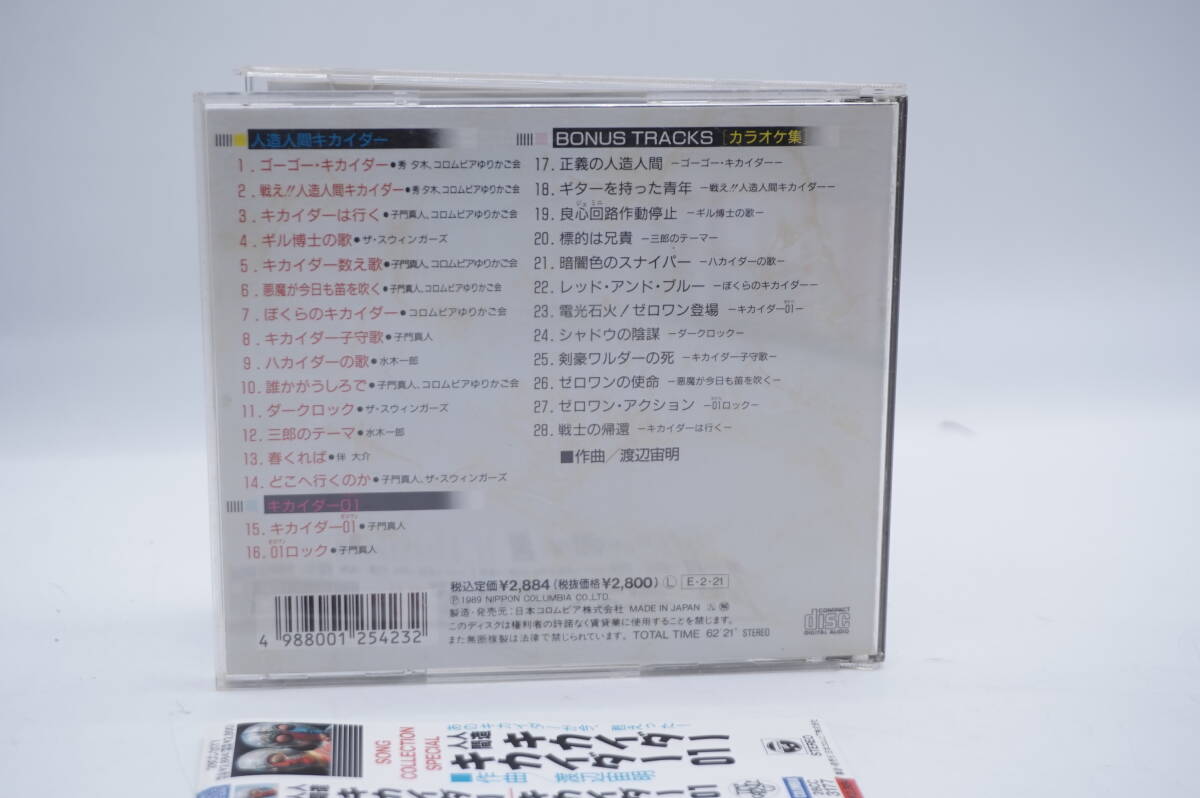 人造人間キカイダー
1. ゴーゴー・キカイダー●秀 夕木、コロムビアゆりかご会
2. 戦え!!人造人間キカイダー●秀 夕木、コロムビアゆりかご会
3. キカイダーは行く●子門真人、コロムビアゆりかご会
4. ギル博士の歌●ザ・スウィンガーズ
5. キカイダー数え歌●子門真人、コロムビアゆりかご会
6. 悪魔が今日も笛を吹く●子門真人、コロムビアゆりかご会
7. ぼくらのキカイダー●コロムビアゆりかご会
8. キカイダー子守歌●子門真人
9. ハカイダーの歌●水木一郎
10. 誰かがうしろで●子門真人、コロムビアゆりかご会
11. ダークロック●ザ・スウィンガーズ
12. 三郎のテーマ●水木一郎
13. 春くれば●伴 大介
14. どこへ行くのか●子門真人、ザ・スウィンガーズ
キカイダー01
15. キカイダー01●子門真人
16. 01ロック●子門真人
BONUS TRACKS [カラオケ集]
17. 正義の人造人間 −ゴーゴー・キカイダー−
18. ギターを持った青年 −戦え!!人造人間キカイダー−
19. 良心回路作動停止 −ギル博士の歌−
20. 標的は兄貴 −三郎のテーマ−
21. 暗闇色のスナイパー −ハカイダーの歌−
22. レッド・アンド・ブルー −ぼくらのキカイダー−
23. 電光石火/ゼロワン登場 −キカイダー01−
24. シャドウの陰謀 −ダークロック−
25. 剣豪ワルダーの死 −キカイダー子守歌−
26. ゼロワンの使命 −悪魔が今日も笛を吹く−
27. ゼロワン・アクション −01ロック−
28. 戦士の帰還 −キカイダーは行く−
■作曲/渡辺宙明
税込定価¥2,884(税抜価格¥2,800) Ⓛ E・2・21
Ⓟ1989 NIPPON COLUMBIA CO.,LTD.
製造・発売元:日本コロムビア株式会社 MADE IN JAPAN
このディスクは権利者の許諾なく賃貸業に使用することを禁じます。
また無断複製は法律で禁じられています。 TOTAL TIME 62'21" STEREO
4 988001 254232
COMPACT
disc
DIGITAL AUDIO
SONG
COLLECTION
SPECIAL
人造人間
キカイダー
キカイダー01
■作曲/渡辺宙明
STEREO